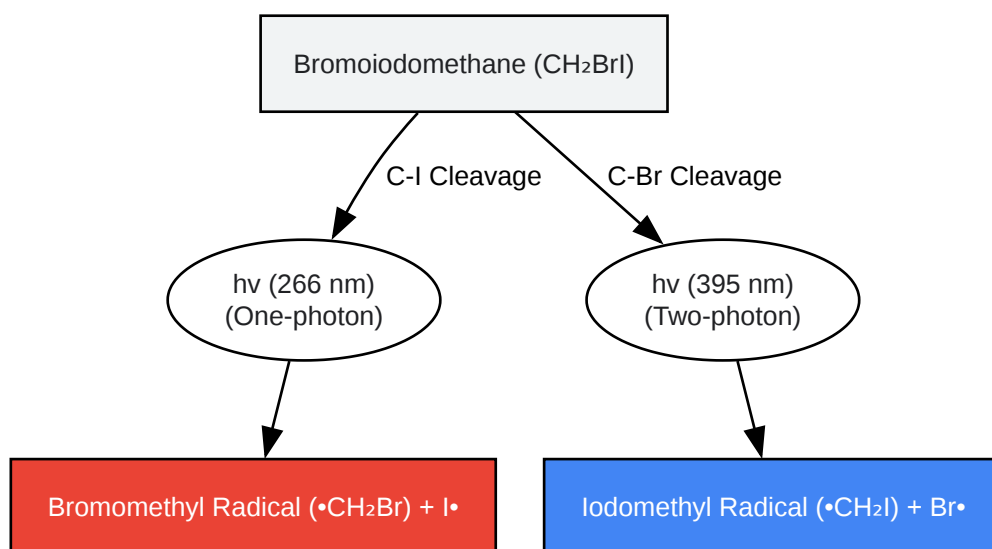 Bromoiodomethane (CH₂BrI)
C-I Cleavage
C-Br Cleavage
hv (266 nm)
(One-photon)
hv (395 nm)
(Two-photon)
Bromomethyl Radical (•CH₂Br) + I•
Iodomethyl Radical (•CH₂I) + Br•